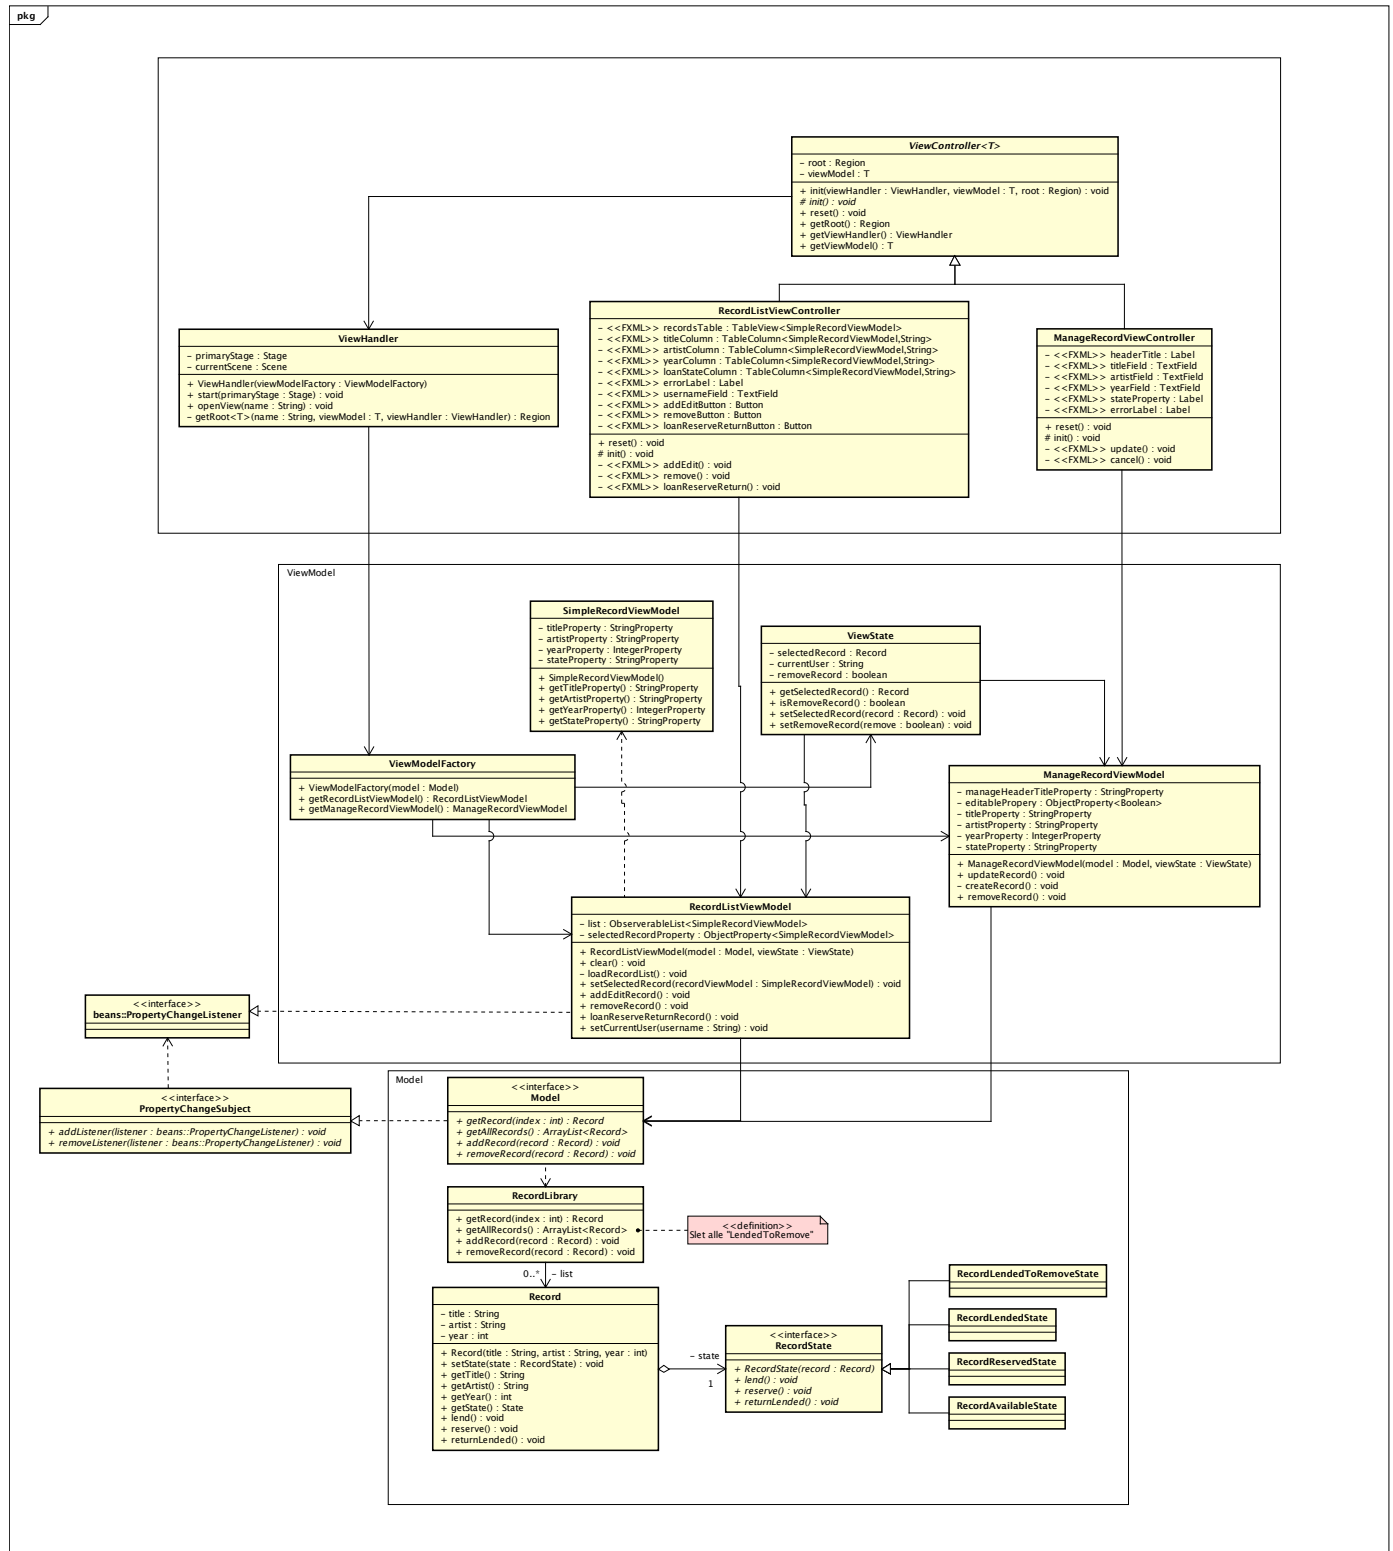 pkg
ViewController<T>
– root : Region
– viewModel : T
+ init(viewHandler : ViewHandler, viewModel : T, root : Region) : void
# init() : void
+ reset() : void
+ getRoot() : Region
+ getViewHandler() : ViewHandler
+ getViewModel() : T
ViewHandler
– primaryStage : Stage
– currentScene : Scene
+ ViewHandler(viewModelFactory : ViewModelFactory)
+ start(primaryStage : Stage) : void
+ openView(name : String) : void
– getRoot<T>(name : String, viewModel : T, viewHandler : ViewHandler) : Region
RecordListViewController
– <<FXML>> recordsTable : TableView<SimpleRecordViewModel>
– <<FXML>> titleColumn : TableColumn<SimpleRecordViewModel,String>
– <<FXML>> artistColumn : TableColumn<SimpleRecordViewModel,String>
– <<FXML>> yearColumn : TableColumn<SimpleRecordViewModel,String>
– <<FXML>> loanStateColumn : TableColumn<SimpleRecordViewModel,String>
– <<FXML>> errorLabel : Label
– <<FXML>> usernameField : TextField
– <<FXML>> addEditButton : Button
– <<FXML>> removeButton : Button
– <<FXML>> loanReserveReturnButton : Button
+ reset() : void
# init() : void
– <<FXML>> addEdit() : void
– <<FXML>> remove() : void
– <<FXML>> loanReserveReturn() : void
ManageRecordViewController
– <<FXML>> headerTitle : Label
– <<FXML>> titleField : TextField
– <<FXML>> artistField : TextField
– <<FXML>> yearField : TextField
– <<FXML>> stateProperty : Label
– <<FXML>> errorLabel : Label
+ reset() : void
# init() : void
– <<FXML>> update() : void
– <<FXML>> cancel() : void
ViewModel
SimpleRecordViewModel
– titleProperty : StringProperty
– artistProperty : StringProperty
– yearProperty : IntegerProperty
– stateProperty : StringProperty
+ SimpleRecordViewModel()
+ getTitleProperty() : StringProperty
+ getArtistProperty() : StringProperty
+ getYearProperty() : IntegerProperty
+ getStateProperty() : StringProperty
ViewState
– selectedRecord : Record
– currentUser : String
– removeRecord : boolean
+ getSelectedRecord() : Record
+ isRemoveRecord() : boolean
+ setSelectedRecord(record : Record) : void
+ setRemoveRecord(remove : boolean) : void
ViewModelFactory
+ ViewModelFactory(model : Model)
+ getRecordListViewModel() : RecordListViewModel
+ getManageRecordViewModel() : ManageRecordViewModel
ManageRecordViewModel
– manageHeaderTitleProperty : StringProperty
– editablePropery : ObjectProperty<Boolean>
– titleProperty : StringProperty
– artistProperty : StringProperty
– yearProperty : IntegerProperty
– stateProperty : StringProperty
+ ManageRecordViewModel(model : Model, viewState : ViewState)
+ updateRecord() : void
– createRecord() : void
+ removeRecord() : void
RecordListViewModel
– list : ObserverableList<SimpleRecordViewModel>
– selectedRecordProperty : ObjectProperty<SimpleRecordViewModel>
+ RecordListViewModel(model : Model, viewState : ViewState)
+ clear() : void
– loadRecordList() : void
+ setSelectedRecord(recordViewModel : SimpleRecordViewModel) : void
+ addEditRecord() : void
+ removeRecord() : void
+ loanReserveReturnRecord() : void
+ setCurrentUser(username : String) : void
<<interface>>
beans::PropertyChangeListener
<<interface>>
PropertyChangeSubject
+ addListener(listener : beans::PropertyChangeListener) : void
+ removeListener(listener : beans::PropertyChangeListener) : void
Model
<<interface>>
Model
+ getRecord(index : int) : Record
+ getAllRecords() : ArrayList<Record>
+ addRecord(record : Record) : void
+ removeRecord(record : Record) : void
RecordLibrary
+ getRecord(index : int) : Record
+ getAllRecords() : ArrayList<Record>
+ addRecord(record : Record) : void
+ removeRecord(record : Record) : void
<<definition>>
Slet alle "LendedToRemove"
0..*
– list
Record
– title : String
– artist : String
– year : int
+ Record(title : String, artist : String, year : int)
+ setState(state : RecordState) : void
+ getTitle() : String
+ getArtist() : String
+ getYear() : int
+ getState() : State
+ lend() : void
+ reserve() : void
+ returnLended() : void
– state
1
<<interface>>
RecordState
+ RecordState(record : Record)
+ lend() : void
+ reserve() : void
+ returnLended() : void
RecordLendedToRemoveState
RecordLendedState
RecordReservedState
RecordAvailableState